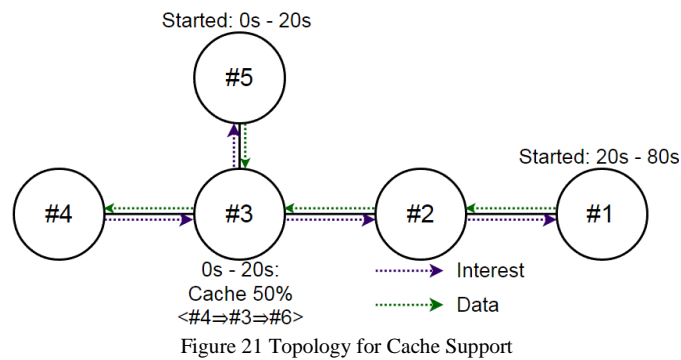 Started: 0s - 20s
#5
Started: 20s - 80s
#4
#3
#2
#1
0s - 20s:
Cache 50%
<#4⇒#3⇒#6>
Interest
Data
Figure 21 Topology for Cache Support